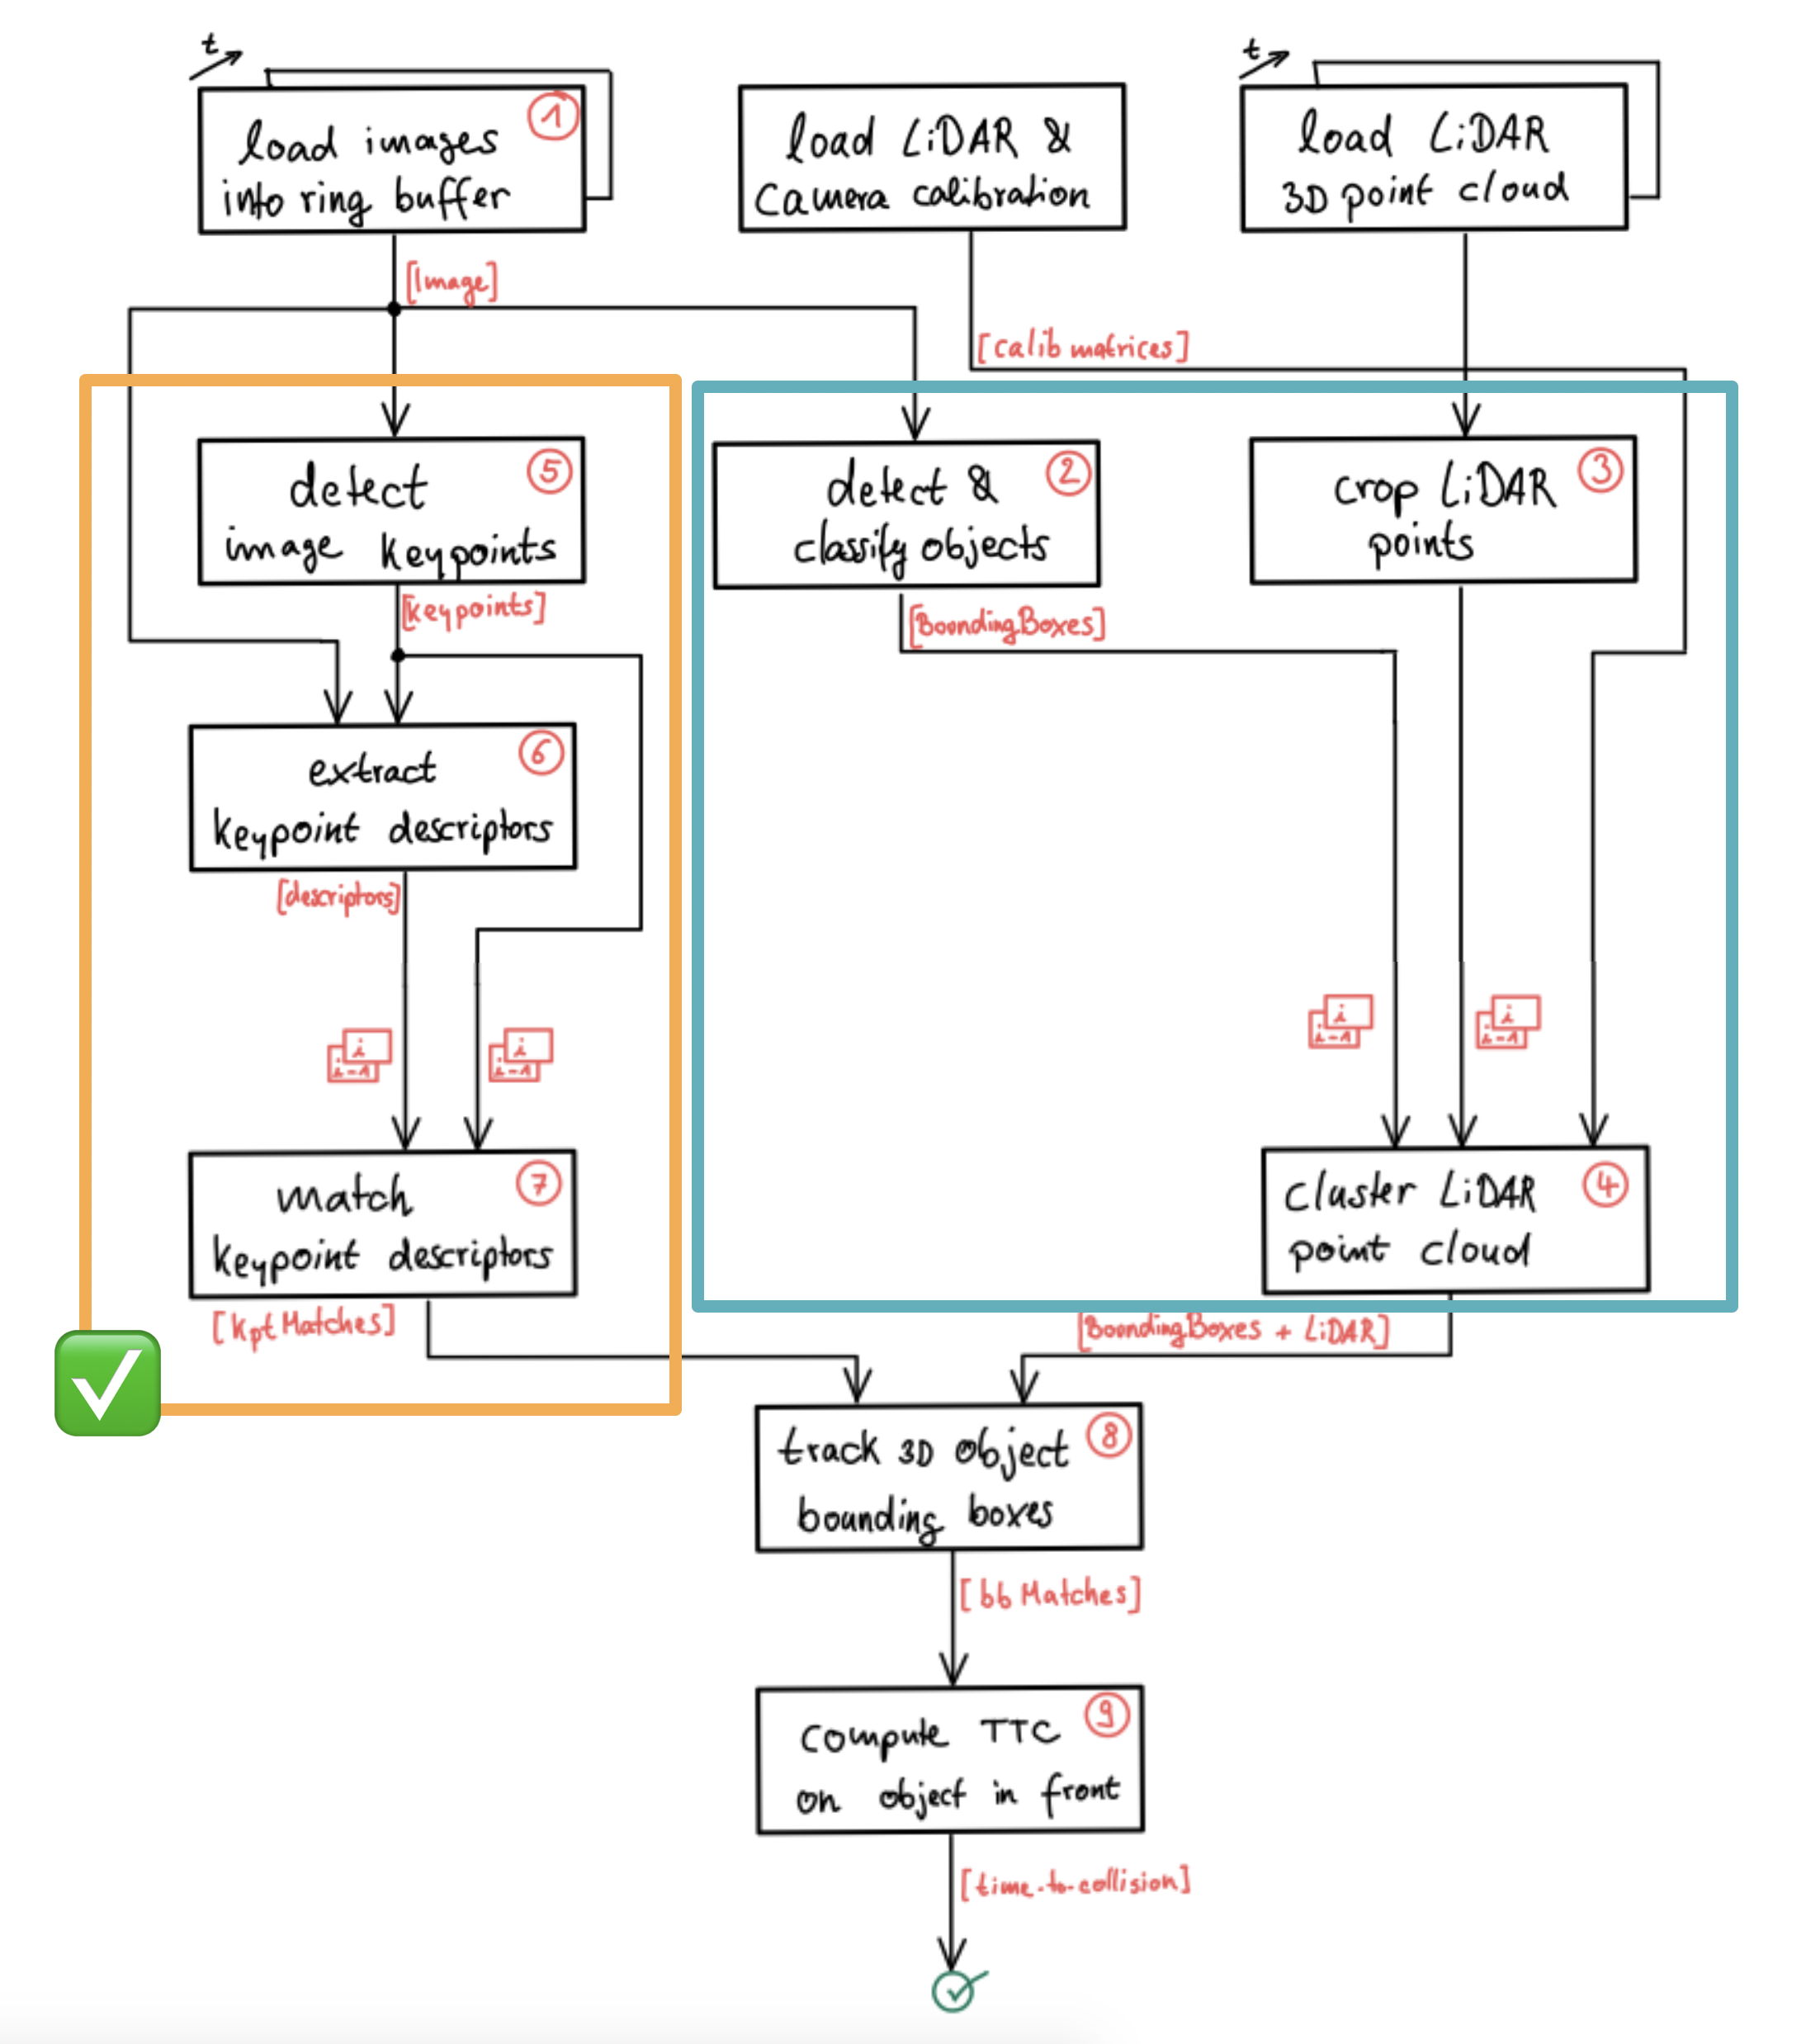 t
load images
into ring buffer
1
load LiDAR &
camera calibration
t
load LiDAR
3D point cloud
[Image]
[calib matrices]
detect
image keypoints
5
detect &
classify objects
2
crop LiDAR
points
3
[keypoints]
[BoundingBoxes]
extract
keypoint descriptors
6
[descriptors]
i
i-1
i
i-1
i
i-1
i
i-1
match
keypoint descriptors
7
cluster LiDAR
point cloud
4
[kptMatches]
[BoundingBoxes + LiDAR]
track 3D object
bounding boxes
8
[bbMatches]
compute TTC
on object in front
9
[time-to-collision]